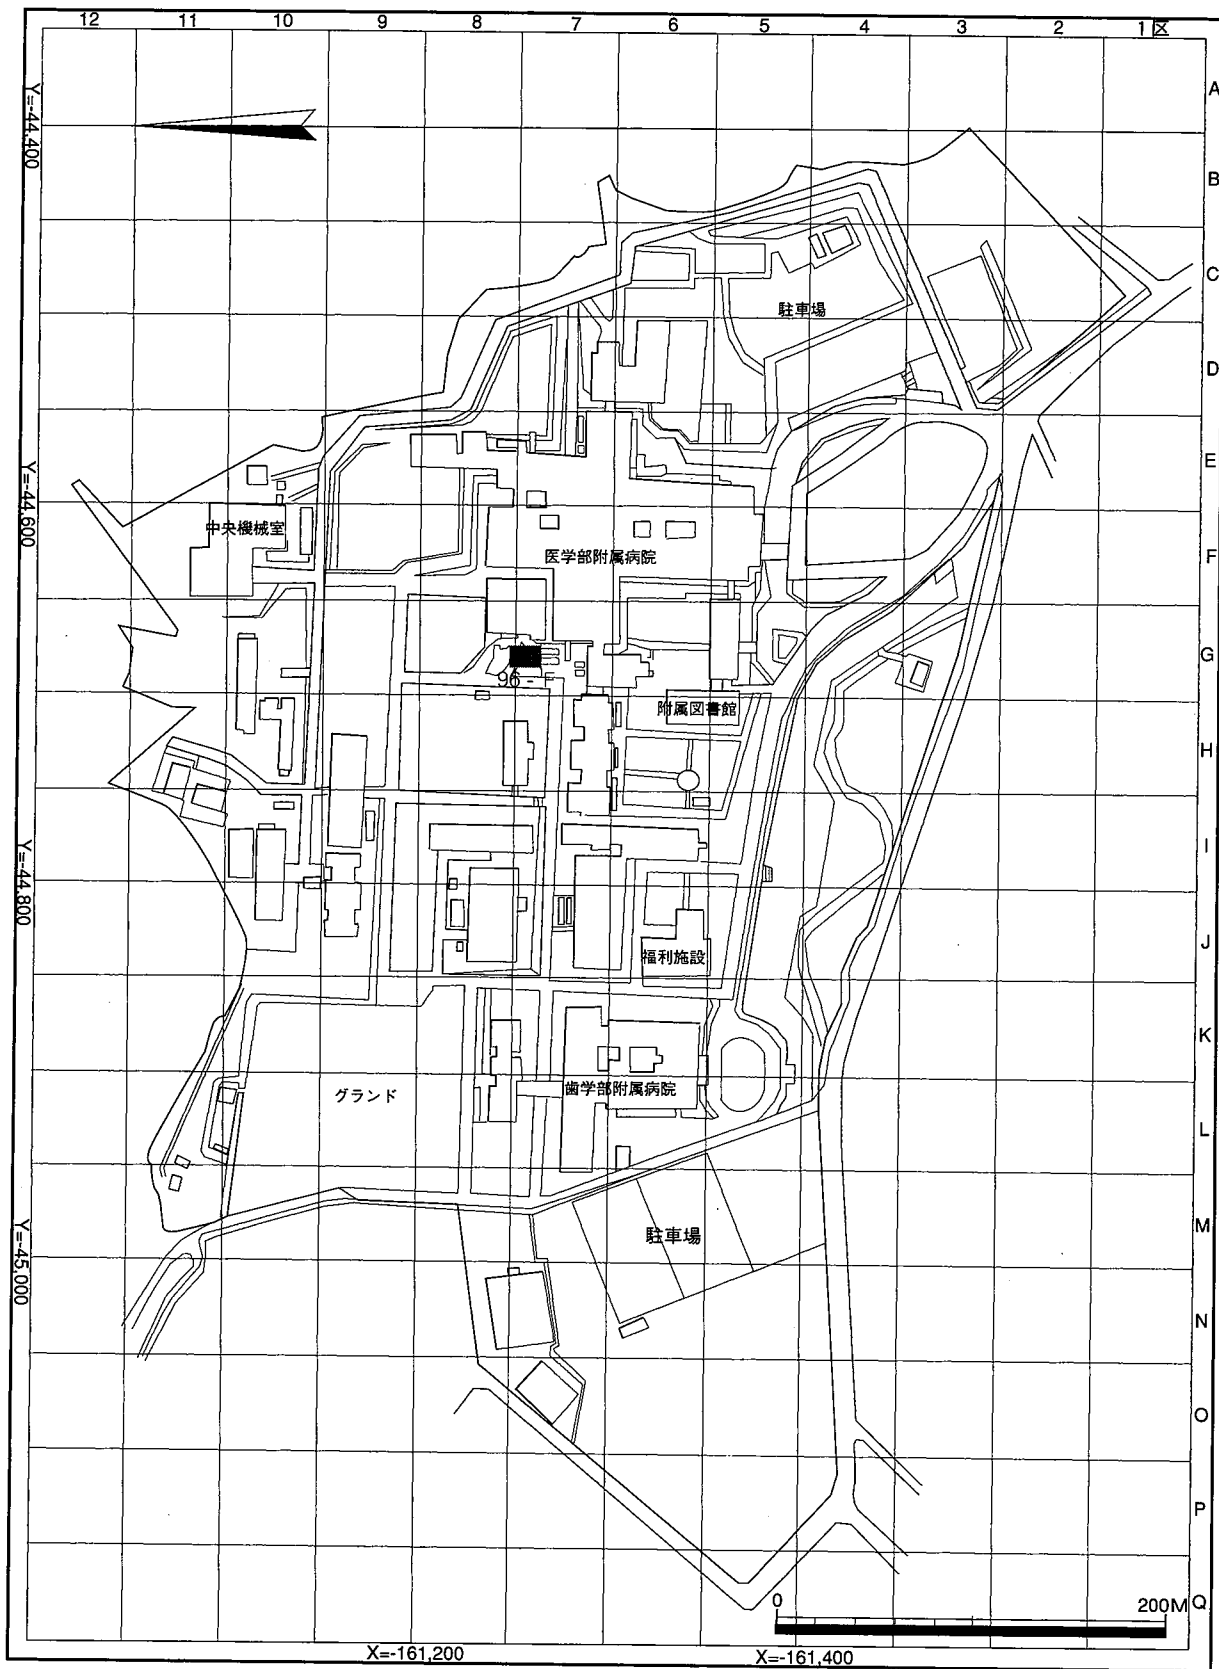 12 11 10 9 8 7 6 5 4 3 2 1区
A
Y=-44,400
B
C
駐車場
D
E
Y=-44,600
中央機械室
医学部附属病院
F
G
96-
附属図書館
H
I
Y=-44,800
J
福利施設
K
歯学部附属病院
グランド
L
M
駐車場
Y=-45,000
N
O
P
0 200M
Q
X=-161,200 X=-161,400